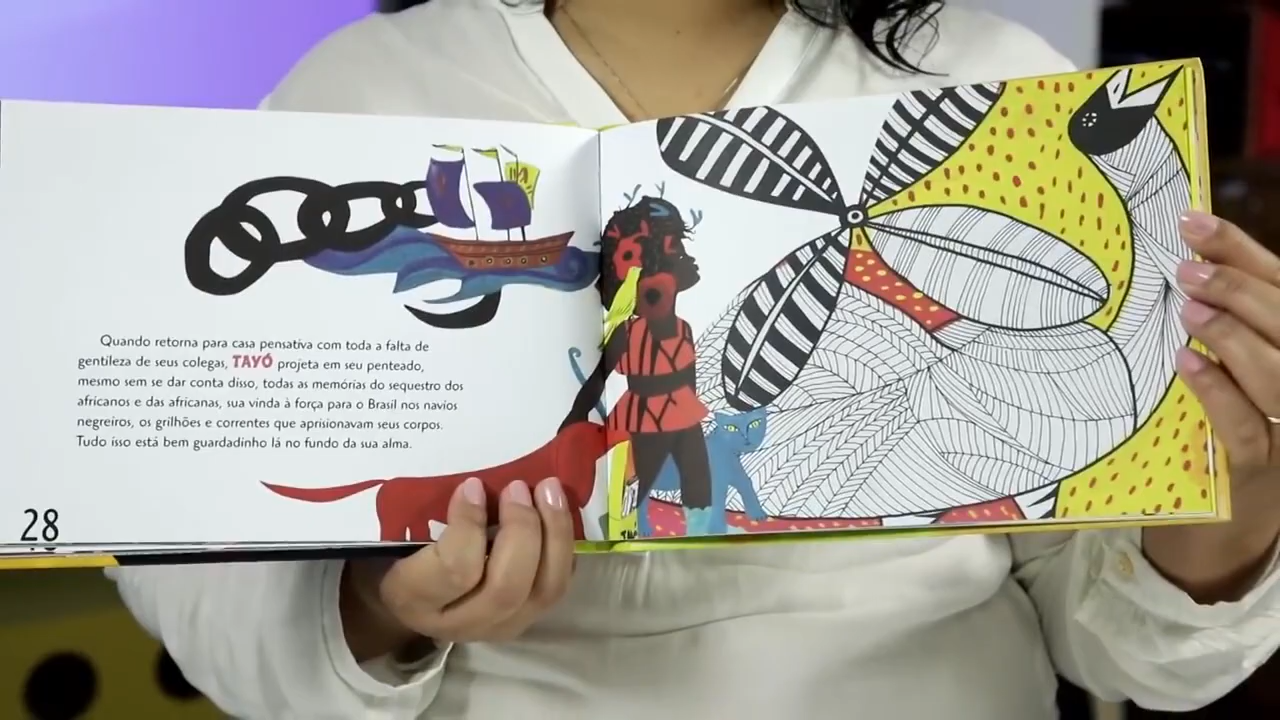 Quando retorna para casa pensativa com toda a falta de
gentileza de seus colegas, TAYÓ projeta em seu penteado,
mesmo sem se dar conta disso, todas as memórias do sequestro dos
africanos e das africanas, sua vinda à força para o Brasil nos navios
negreiros, os grilhões e correntes que aprisionavam seus corpos.
Tudo isso está bem guardadinho lá no fundo da sua alma.
28